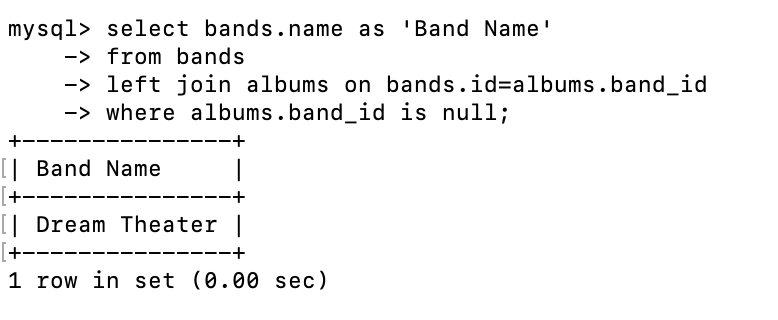 mysql> select bands.name as 'Band Name'
    -> from bands
    -> left join albums on bands.id=albums.band_id
    -> where albums.band_id is null;
+---------------+
[| Band Name     |
[+---------------+
[| Dream Theater |
[+---------------+
1 row in set (0.00 sec)